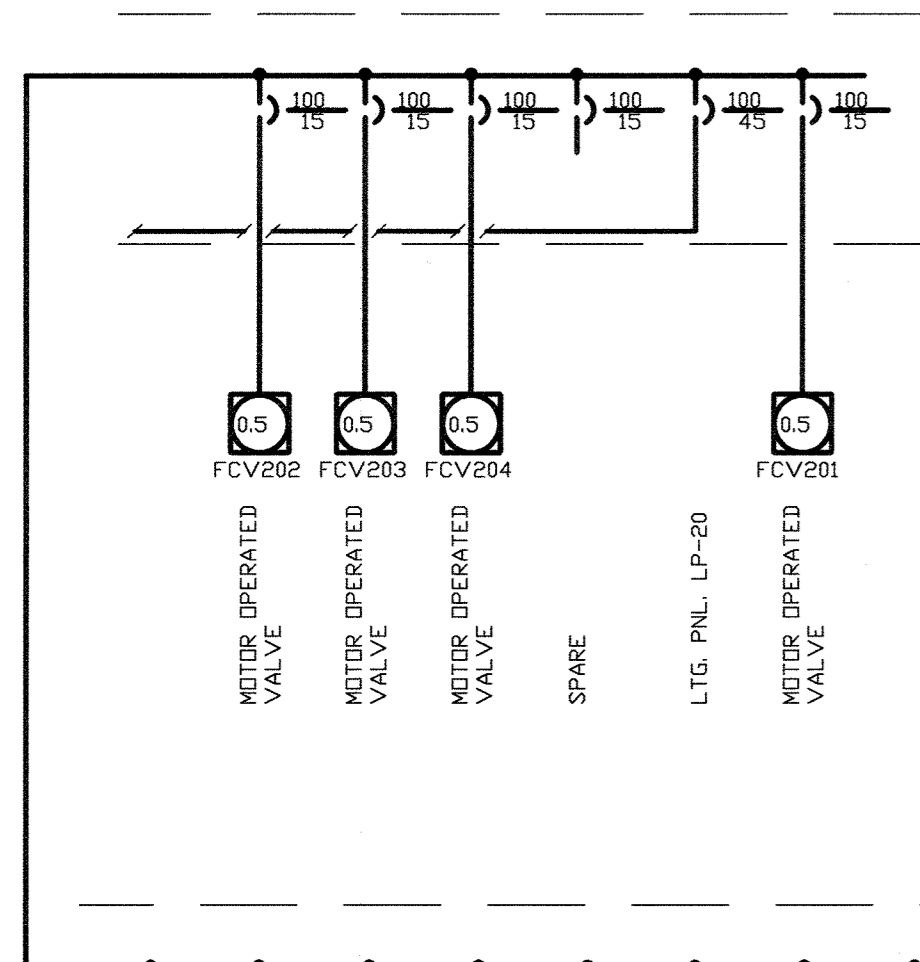 100 100 100 100 100 100
15 15 15 15 45 15
0.5 0.5 0.5 0.5
FCV202 FCV203 FCV204 FCV201
MOTOR OPERATED
VALVE
MOTOR OPERATED
VALVE
MOTOR OPERATED
VALVE
SPARE
LTG. PNL. LP-20
MOTOR OPERATED
VALVE